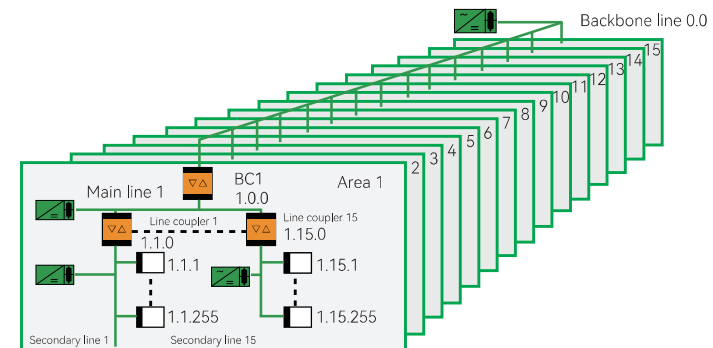 Backbone line 0.0
15
14
13
12
11
10
9
8
7
6
5
4
3
2
Area 1
BC1
1.0.0
Main line 1
Line coupler 1
Line coupler 15
1.1.0
1.15.0
1.1.1
1.15.1
1.1.255
1.15.255
Secondary line 1
Secondary line 15